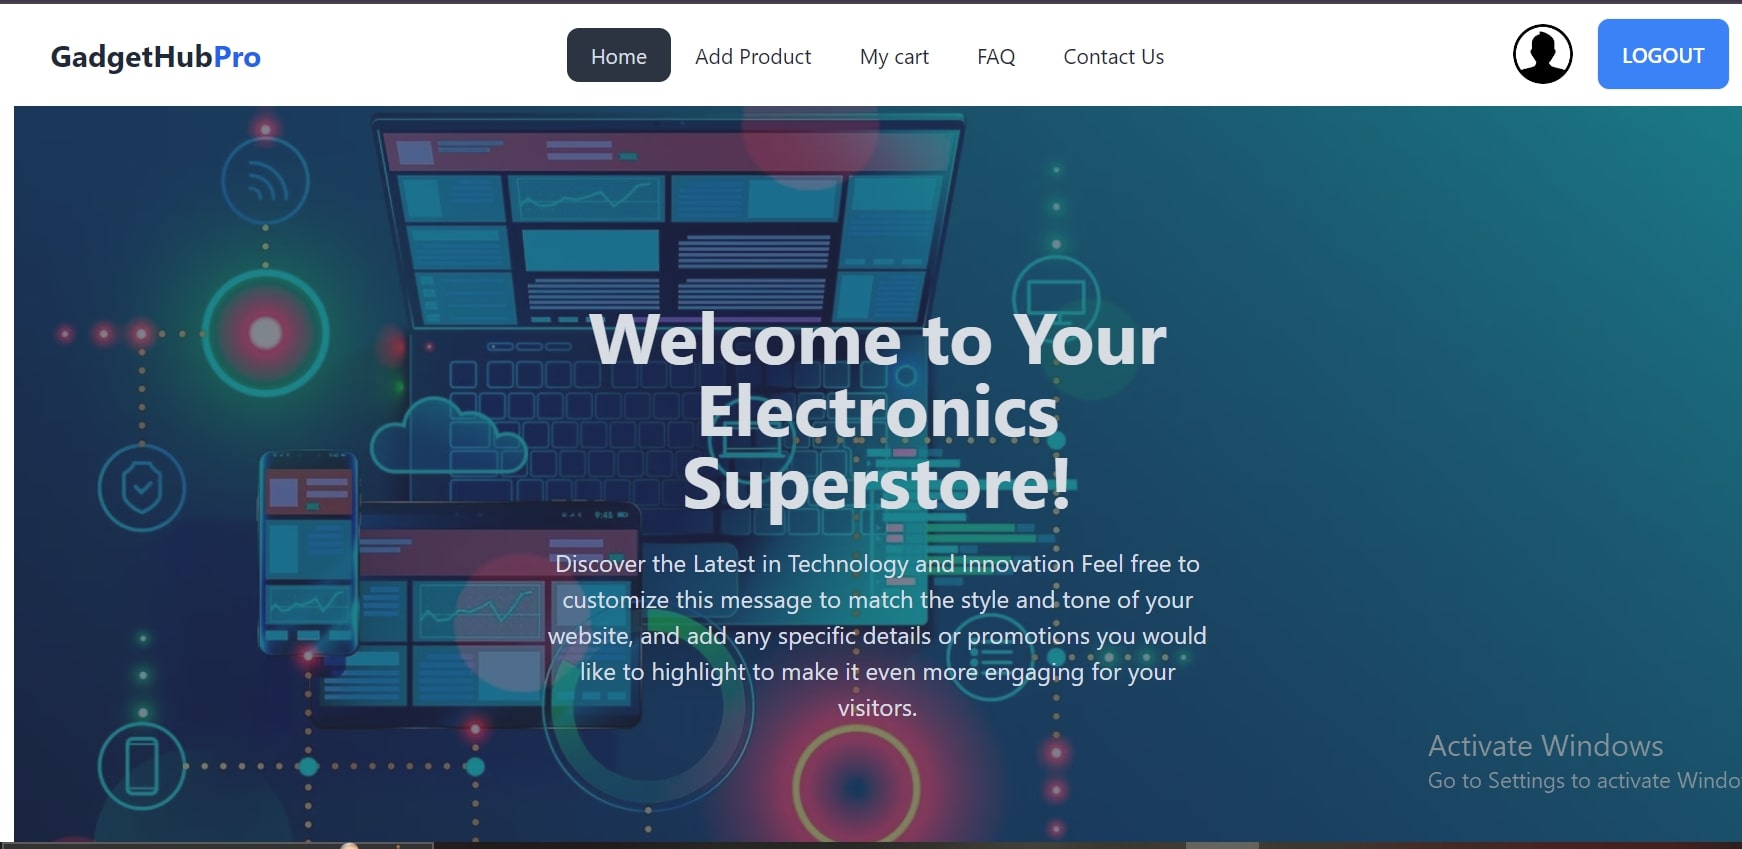 GadgetHubPro
Home
Add Product
My cart
FAQ
Contact Us
LOGOUT
Welcome to Your
Electronics
Superstore!
9:41
Discover the Latest in Technology and Innovation Feel free to
customize this message to match the style and tone of your
website, and add any specific details or promotions you would
like to highlight to make it even more engaging for your
visitors.
Activate Windows
Go to Settings to activate